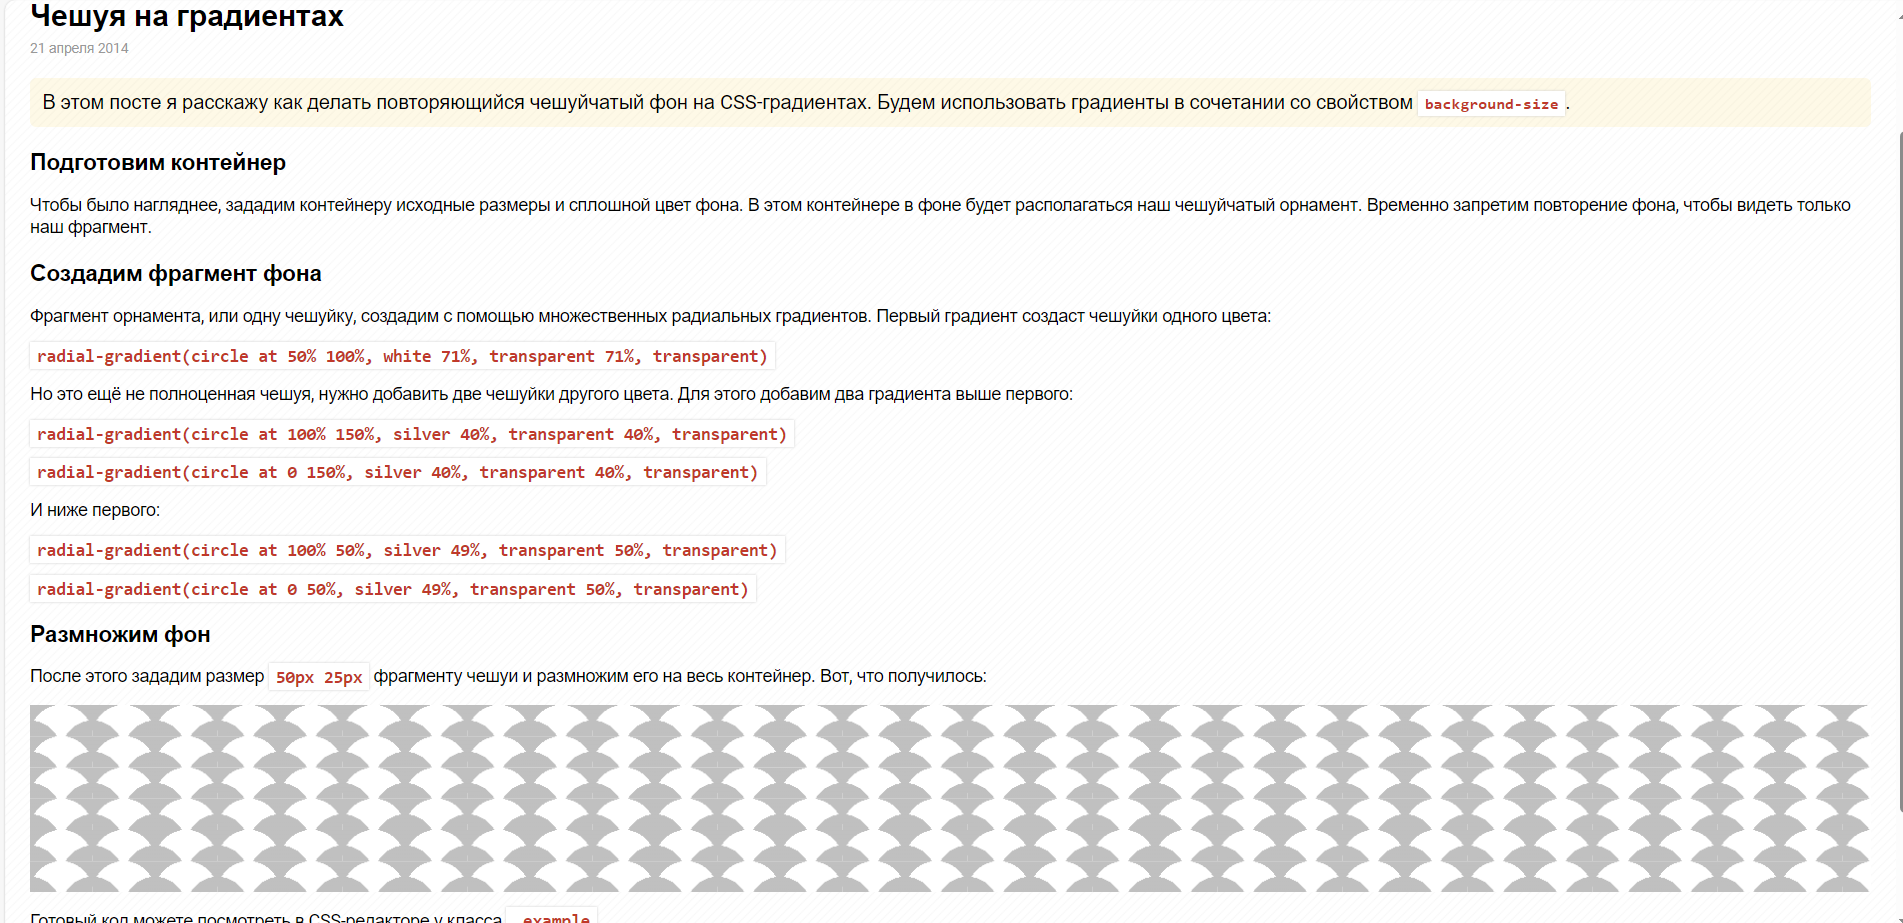 Чешуя на градиентах
21 апреля 2014
В этом посте я расскажу как делать повторяющийся чешуйчатый фон на CSS-градиентах. Будем использовать градиенты в сочетании со свойством background-size.
Подготовим контейнер
Чтобы было нагляднее, зададим контейнеру исходные размеры и сплошной цвет фона. В этом контейнере в фоне будет располагаться наш чешуйчатый орнамент. Временно запретим повторение фона, чтобы видеть только
наш фрагмент.
Создадим фрагмент фона
Фрагмент орнамента, или одну чешуйку, создадим с помощью множественных радиальных градиентов. Первый градиент создаст чешуйки одного цвета:
radial-gradient(circle at 50% 100%, white 71%, transparent 71%, transparent)
Но это ещё не полноценная чешуя, нужно добавить две чешуйки другого цвета. Для этого добавим два градиента выше первого:
radial-gradient(circle at 100% 150%, silver 40%, transparent 40%, transparent)
radial-gradient(circle at 0 150%, silver 40%, transparent 40%, transparent)
И ниже первого:
radial-gradient(circle at 100% 50%, silver 49%, transparent 50%, transparent)
radial-gradient(circle at 0 50%, silver 49%, transparent 50%, transparent)
Размножим фон
После этого зададим размер 50px 25px фрагменту чешуи и размножим его на весь контейнер. Вот, что получилось:
Готовый код можете посмотреть в CSS-редакторе у класса .example